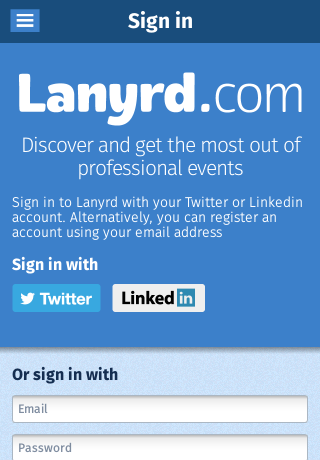 Sign in
Lanyrd.com
Discover and get the most out of
professional events
Sign in to Lanyrd with your Twitter or Linkedin
account. Alternatively, you can register an
account using your email address
Sign in with
Twitter
Linked in
Or sign in with
Email
Password